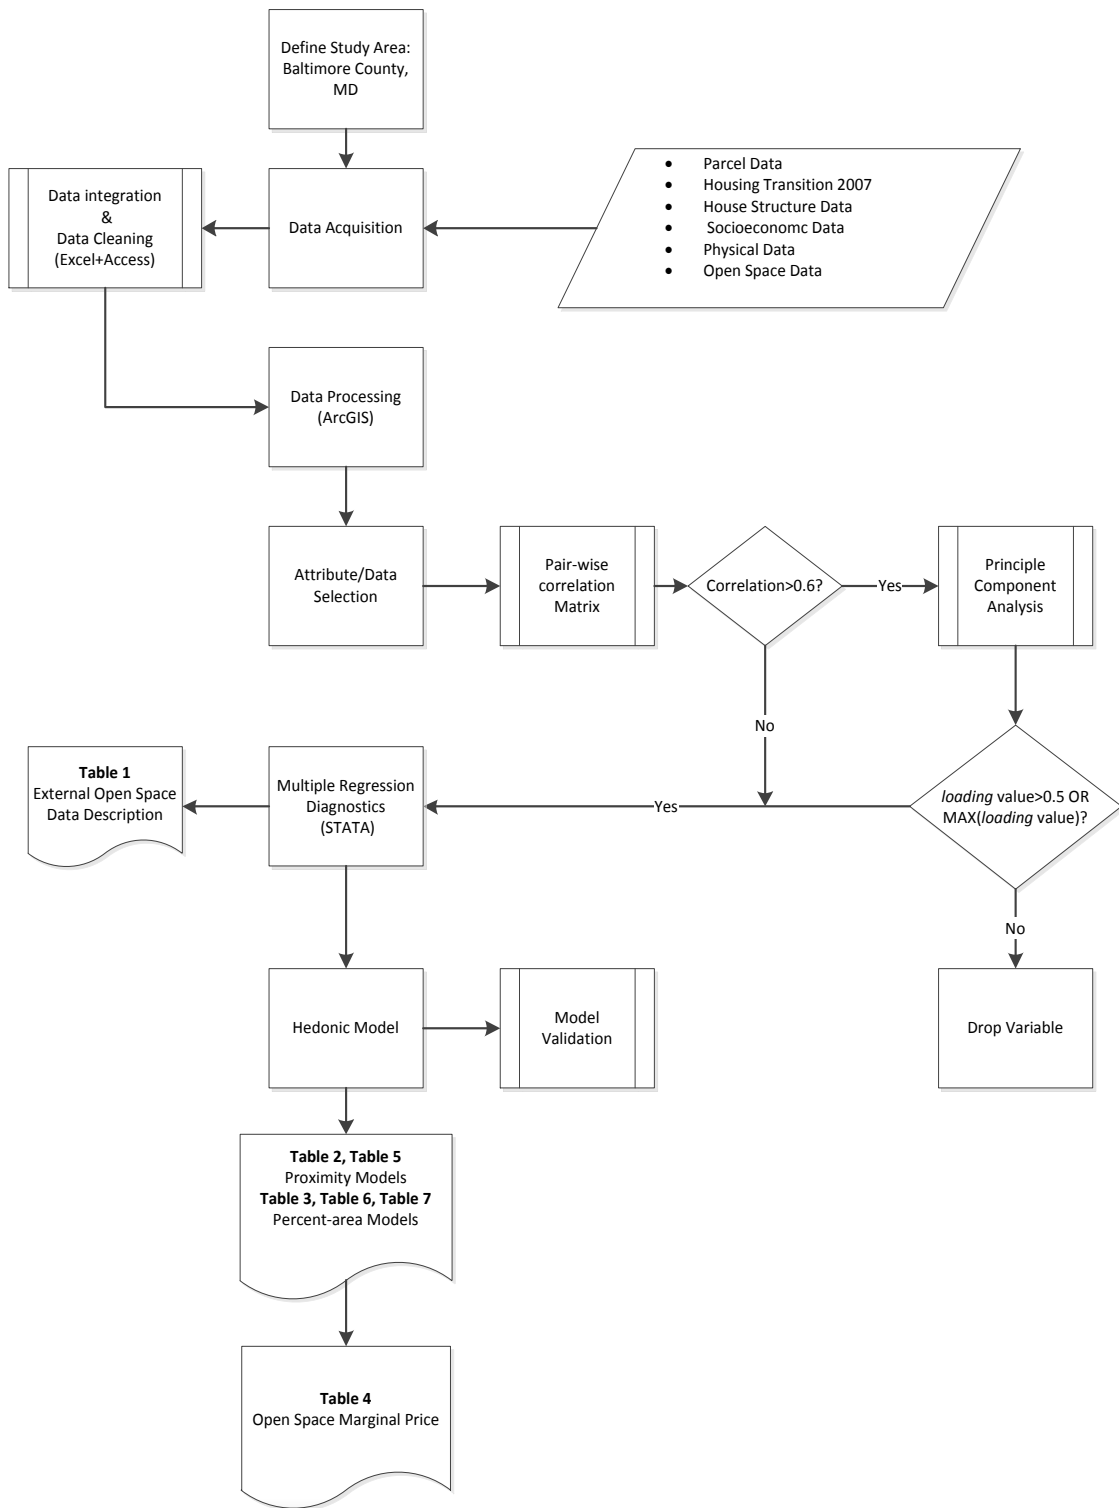 Define Study Area:
Baltimore County,
MD
Data integration
&
Data Cleaning
(Excel+Access)
Data Acquisition
• Parcel Data
• Housing Transition 2007
• House Structure Data
• Socioeconomc Data
• Physical Data
• Open Space Data
Data Processing
(ArcGIS)
Attribute/Data
Selection
Pair-wise
correlation
Matrix
Correlation>0.6?
Yes
Principle
Component
Analysis
No
Table 1
External Open Space
Data Description
Multiple Regression
Diagnostics
(STATA)
Yes
loading value>0.5 OR
MAX(loading value)?
No
Hedonic Model
Model
Validation
Drop Variable
Table 2, Table 5
Proximity Models
Table 3, Table 6, Table 7
Percent-area Models
Table 4
Open Space Marginal Price